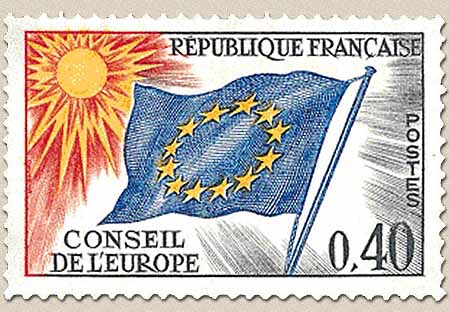 RÉPUBLIQUE FRANÇAISE
POSTES
CONSEIL
DE L'EUROPE
0,40